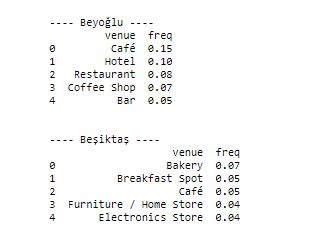 ---- Beyoğlu ----
venue freq
0 Café 0.15
1 Hotel 0.10
2 Restaurant 0.08
3 Coffee Shop 0.07
4 Bar 0.05
---- Beşiktaş ----
venue freq
0 Bakery 0.07
1 Breakfast Spot 0.05
2 Café 0.05
3 Furniture / Home Store 0.04
4 Electronics Store 0.04